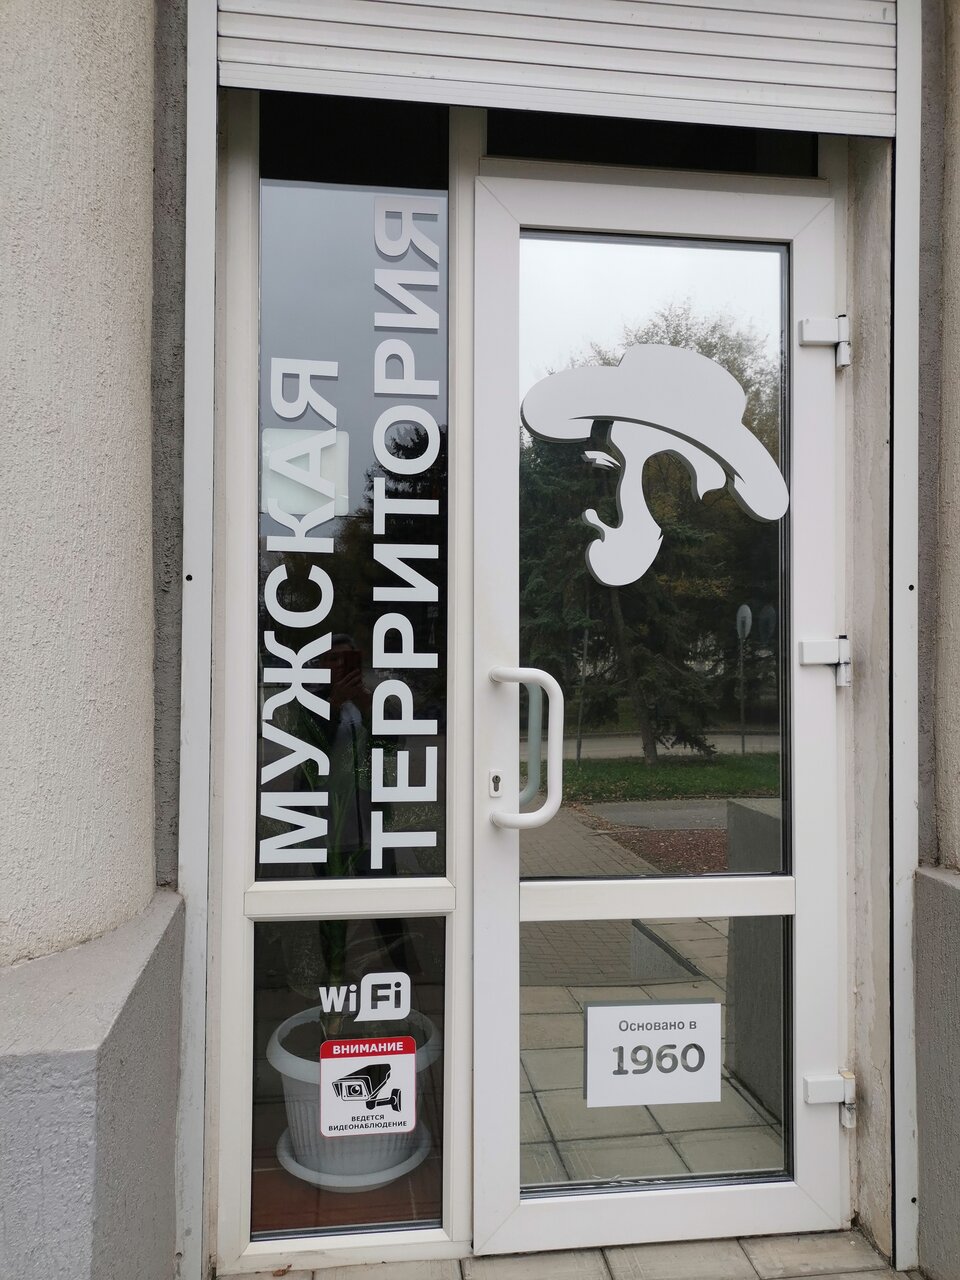 МУЖСКАЯ
ТЕРРИТОРИЯ
WiFi
ВНИМАНИЕ
ВЕДЕТСЯ
ВИДЕОНАБЛЮДЕНИЕ
Основано в
1960